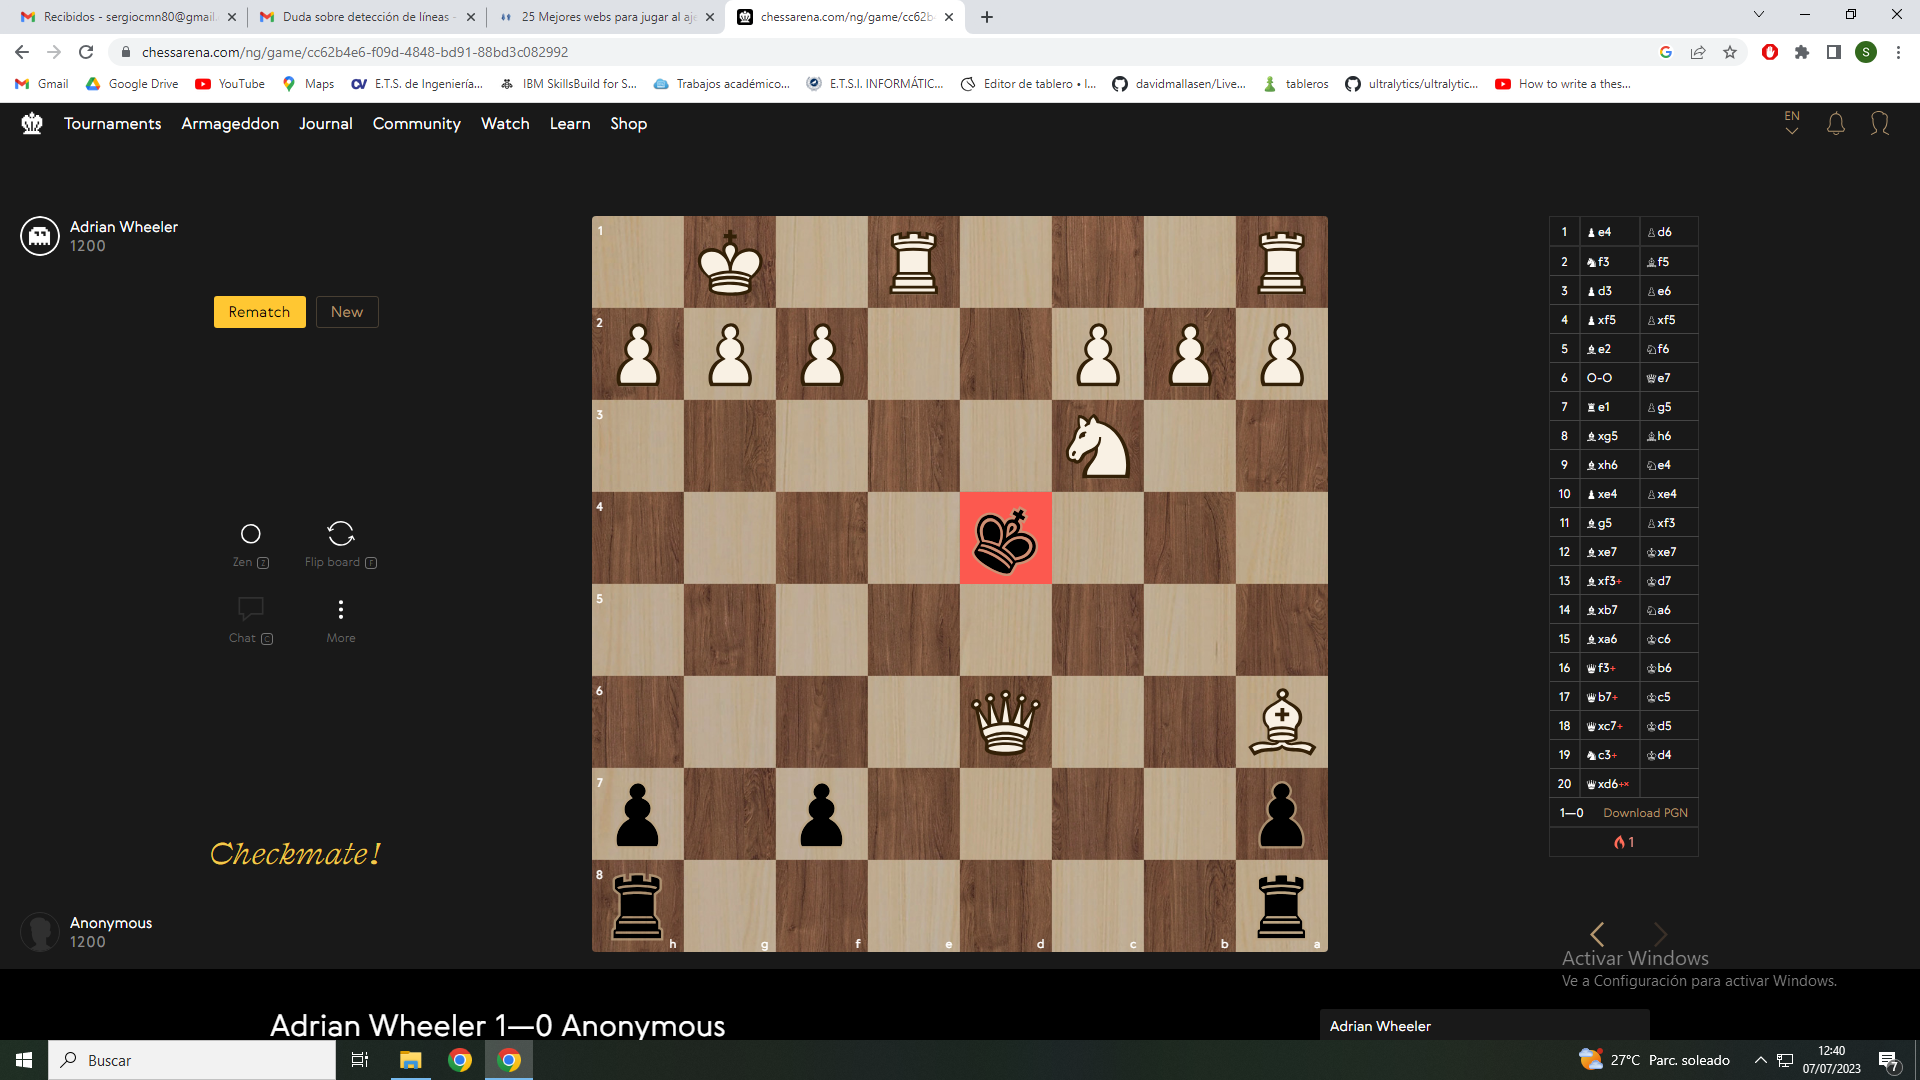 Recibidos - sergiocmn80@gmail.
Duda sobre detección de líneas -
25 Mejores webs para jugar al aje
chessarena.com/ng/game/cc62b4
chessarena.com/ng/game/cc62b4e6-f09d-4848-bd91-88bd3c082992
S
Gmail
Google Drive
YouTube
Maps
E.T.S. de Ingeniería...
IBM SkillsBuild for S...
Trabajos académico...
E.T.S.I. INFORMÁTIC...
Editor de tablero • l...
davidmallasen/Live...
tableros
ultralytics/ultralytic...
How to write a thes...
Tournaments Armageddon Journal Community Watch Learn Shop
EN
Adrian Wheeler
1200
Rematch New
Zen Z
Flip board F
Chat C
More
Checkmate!
Anonymous
1200
1
2
3
4
5
6
7
8
h g f e d c b a
1 ♟e4 ♙d6
2 ♞f3 ♗f5
3 ♟d3 ♙e6
4 ♟xf5 ♙xf5
5 ♝e2 ♘f6
6 O-O ♕e7
7 ♜e1 ♙g5
8 ♝xg5 ♗h6
9 ♝xh6 ♘e4
10 ♟xe4 ♙xe4
11 ♝g5 ♙xf3
12 ♝xe7 ♔xe7
13 ♝xf3+ ♔d7
14 ♝xb7 ♘a6
15 ♝xa6 ♔c6
16 ♛f3+ ♔b6
17 ♛b7+ ♔c5
18 ♛xc7+ ♔d5
19 ♞c3+ ♔d4
20 ♛xd6+×
1—0 Download PGN
1
Activar Windows
Ve a Configuración para activar Windows.
Adrian Wheeler 1—0 Anonymous
Adrian Wheeler
Buscar
27°C Parc. soleado
12:40
07/07/2023
7